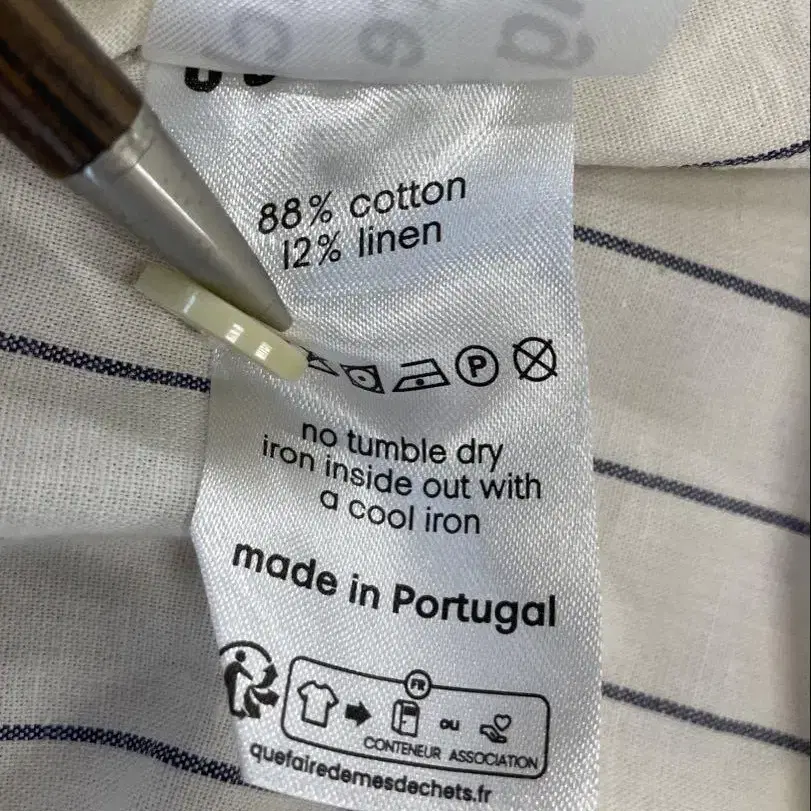 88% cotton
12% linen
P
no tumble dry
iron inside out with
a cool iron
made in Portugal
FR
ou
CONTENEUR ASSOCIATION
quefairedemesdechets.fr